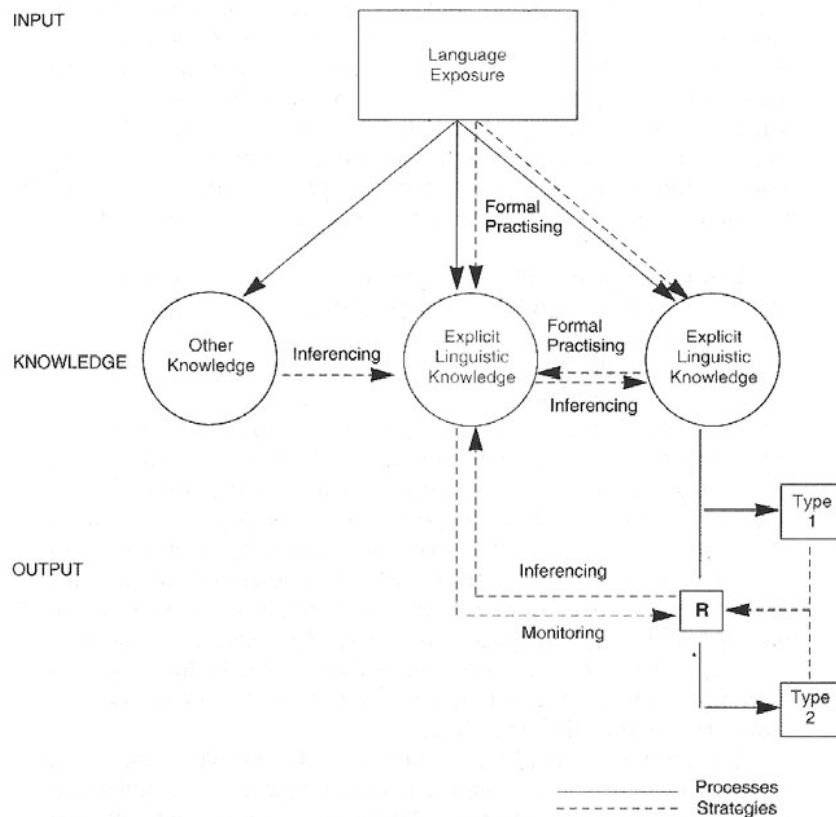 INPUT
Language
Exposure
Formal
Practising
KNOWLEDGE
Other
Knowledge
Inferencing
Explicit
Linguistic
Knowledge
Formal
Practising
Inferencing
Explicit
Linguistic
Knowledge
Type
1
OUTPUT
Inferencing
R
Monitoring
Type
2
Processes
Strategies